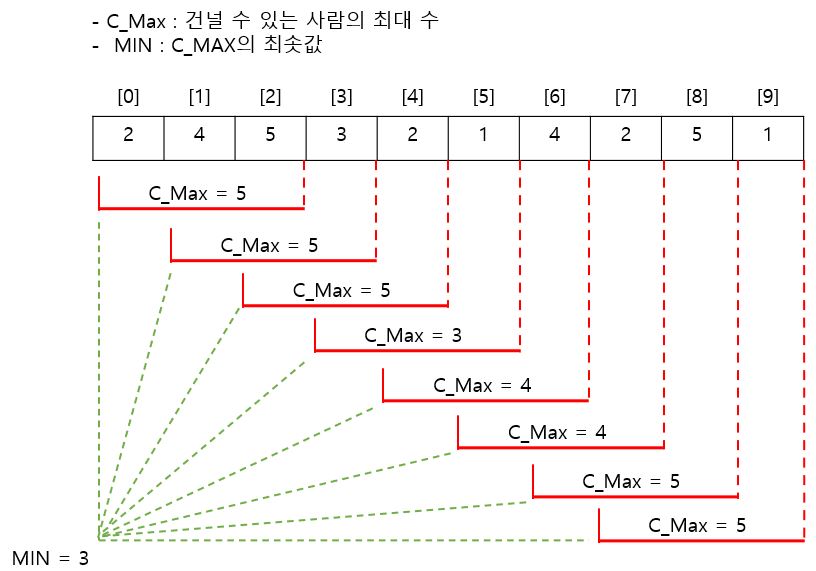 - C_Max : 건널 수 있는 사람의 최대 수
- MIN : C_MAX의 최솟값
[0] [1] [2] [3] [4] [5] [6] [7] [8] [9]
2 4 5 3 2 1 4 2 5 1
C_Max = 5
C_Max = 5
C_Max = 5
C_Max = 3
C_Max = 4
C_Max = 4
C_Max = 5
C_Max = 5
MIN = 3